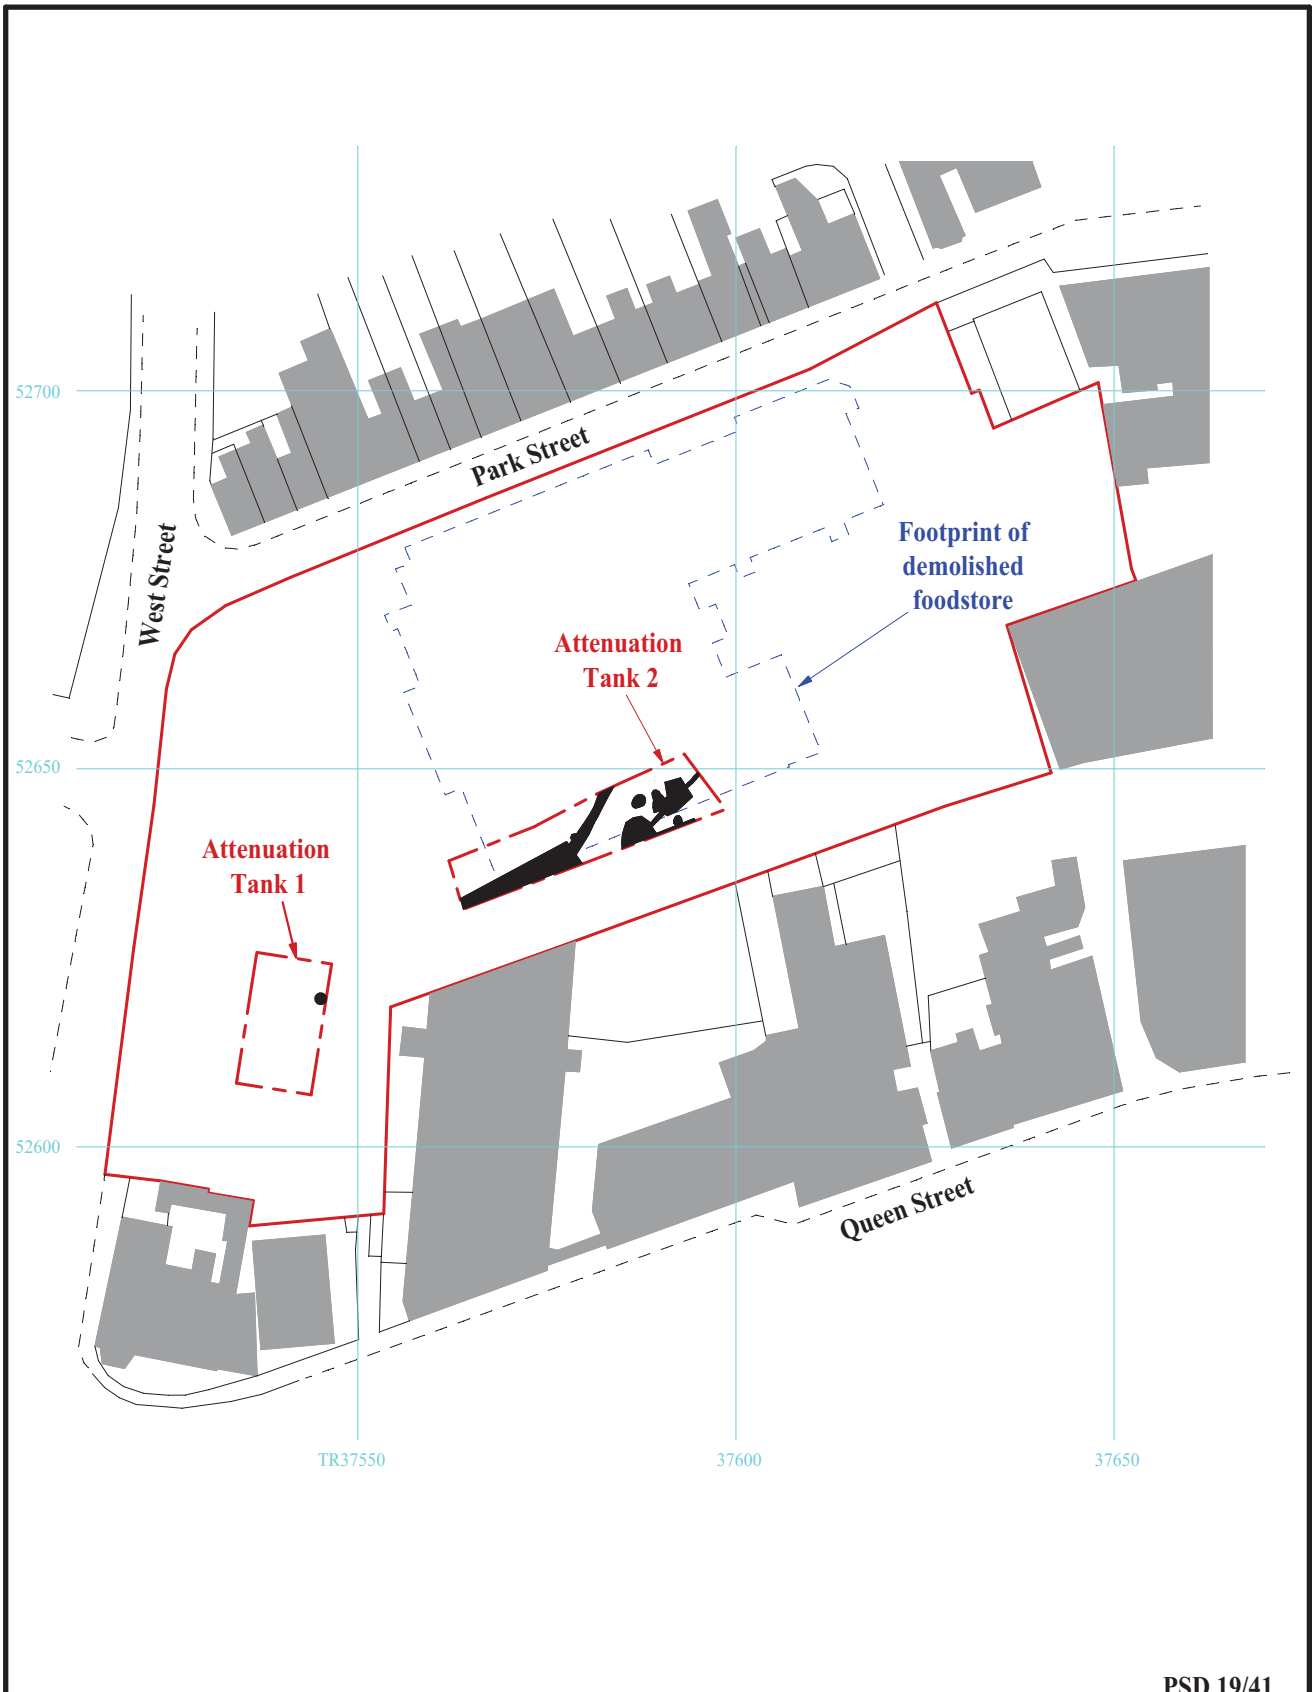 52700
Park Street
West Street
Footprint of
demolished
foodstore
Attenuation
Tank 2
52650
Attenuation
Tank 1
52600
Queen Street
TR37550
37600
37650
PSD 19/41